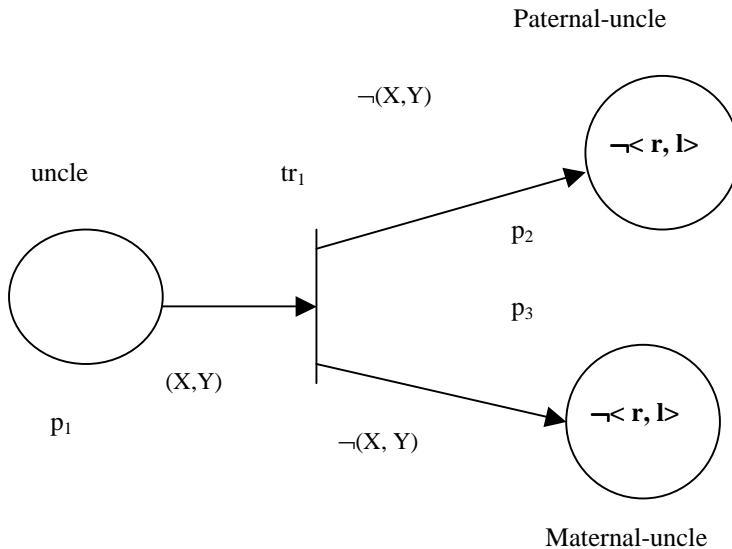 Paternal-uncle
¬(X,Y)
¬< r, l>
uncle
tr₁
p₂
p₃
(X,Y)
¬< r, l>
p₁
¬(X, Y)
Maternal-uncle